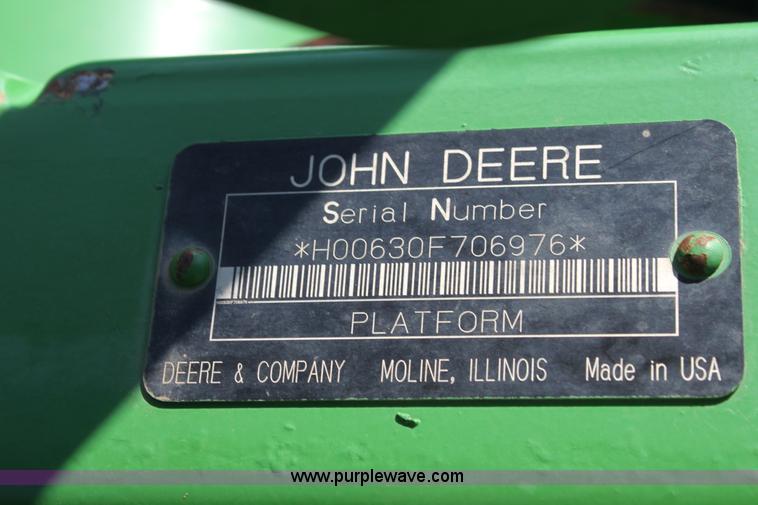 JOHN DEERE
Serial Number
*H00630F706976*
PLATFORM
DEERE & COMPANY MOLINE, ILLINOIS Made in USA
www.purplewave.com